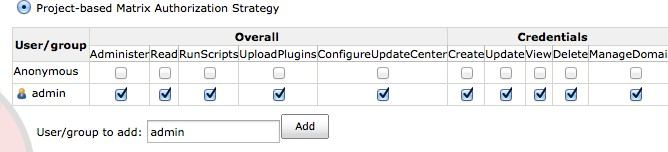 Project-based Matrix Authorization Strategy
User/group Overall Credentials
Administer Read RunScripts UploadPlugins ConfigureUpdateCenter Create Update View Delete ManageDomai
Anonymous
admin
User/group to add: admin Add